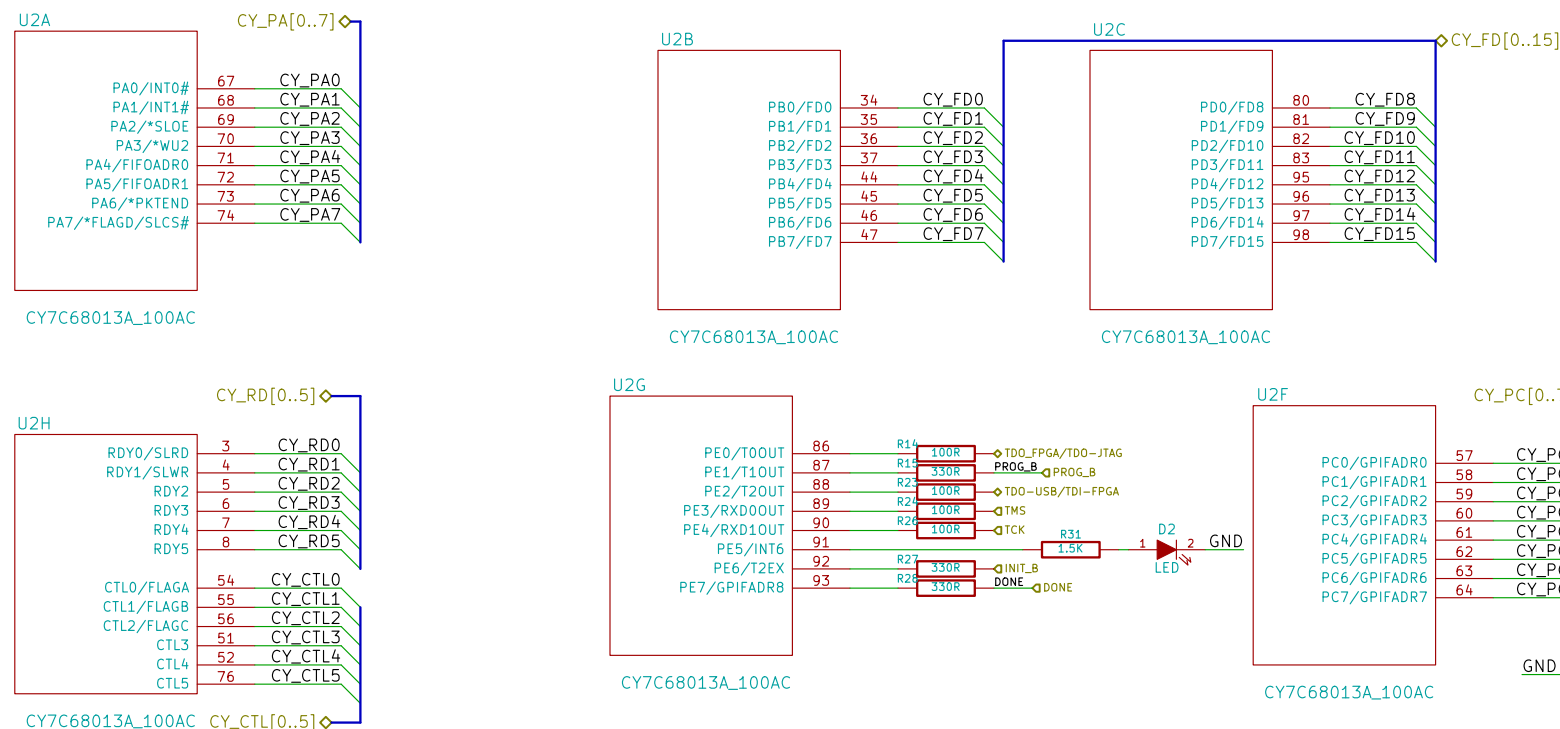 U2A
CY_PA[0..7]
PA0/INT0# 67 CY_PA0
PA1/INT1# 68 CY_PA1
PA2/*SLOE 69 CY_PA2
PA3/*WU2 70 CY_PA3
PA4/FIFOADR0 71 CY_PA4
PA5/FIFOADR1 72 CY_PA5
PA6/*PKTEND 73 CY_PA6
PA7/*FLAGD/SLCS# 74 CY_PA7
CY7C68013A_100AC
U2B
PB0/FD0 34 CY_FD0
PB1/FD1 35 CY_FD1
PB2/FD2 36 CY_FD2
PB3/FD3 37 CY_FD3
PB4/FD4 44 CY_FD4
PB5/FD5 45 CY_FD5
PB6/FD6 46 CY_FD6
PB7/FD7 47 CY_FD7
CY7C68013A_100AC
U2C
CY_FD[0..15]
PD0/FD8 80 CY_FD8
PD1/FD9 81 CY_FD9
PD2/FD10 82 CY_FD10
PD3/FD11 83 CY_FD11
PD4/FD12 95 CY_FD12
PD5/FD13 96 CY_FD13
PD6/FD14 97 CY_FD14
PD7/FD15 98 CY_FD15
CY7C68013A_100AC
CY_RD[0..5]
U2H
RDY0/SLRD 3 CY_RD0
RDY1/SLWR 4 CY_RD1
RDY2 5 CY_RD2
RDY3 6 CY_RD3
RDY4 7 CY_RD4
RDY5 8 CY_RD5
CTL0/FLAGA 54 CY_CTL0
CTL1/FLAGB 55 CY_CTL1
CTL2/FLAGC 56 CY_CTL2
CTL3 51 CY_CTL3
CTL4 52 CY_CTL4
CTL5 76 CY_CTL5
CY7C68013A_100AC
CY_CTL[0..5]
U2G
PE0/T0OUT 86 R14 100R TDO_FPGA/TDO-JTAG
PE1/T1OUT 87 R15 330R PROG_B PROG_B
PE2/T2OUT 88 R23 100R TDO-USB/TDI-FPGA
PE3/RXD0OUT 89 R24 100R TMS
PE4/RXD1OUT 90 R26 100R TCK
PE5/INT6 91 R31 1.5K 1 D2 LED 2 GND
PE6/T2EX 92 R27 330R INIT_B
PE7/GPIFADR8 93 R28 330R DONE DONE
CY7C68013A_100AC
U2F
CY_PC[0..7
PC0/GPIFADR0 57 CY_PC
PC1/GPIFADR1 58 CY_PC
PC2/GPIFADR2 59 CY_PC
PC3/GPIFADR3 60 CY_PC
PC4/GPIFADR4 61 CY_PC
PC5/GPIFADR5 62 CY_PC
PC6/GPIFADR6 63 CY_PC
PC7/GPIFADR7 64 CY_PC
GND
CY7C68013A_100AC